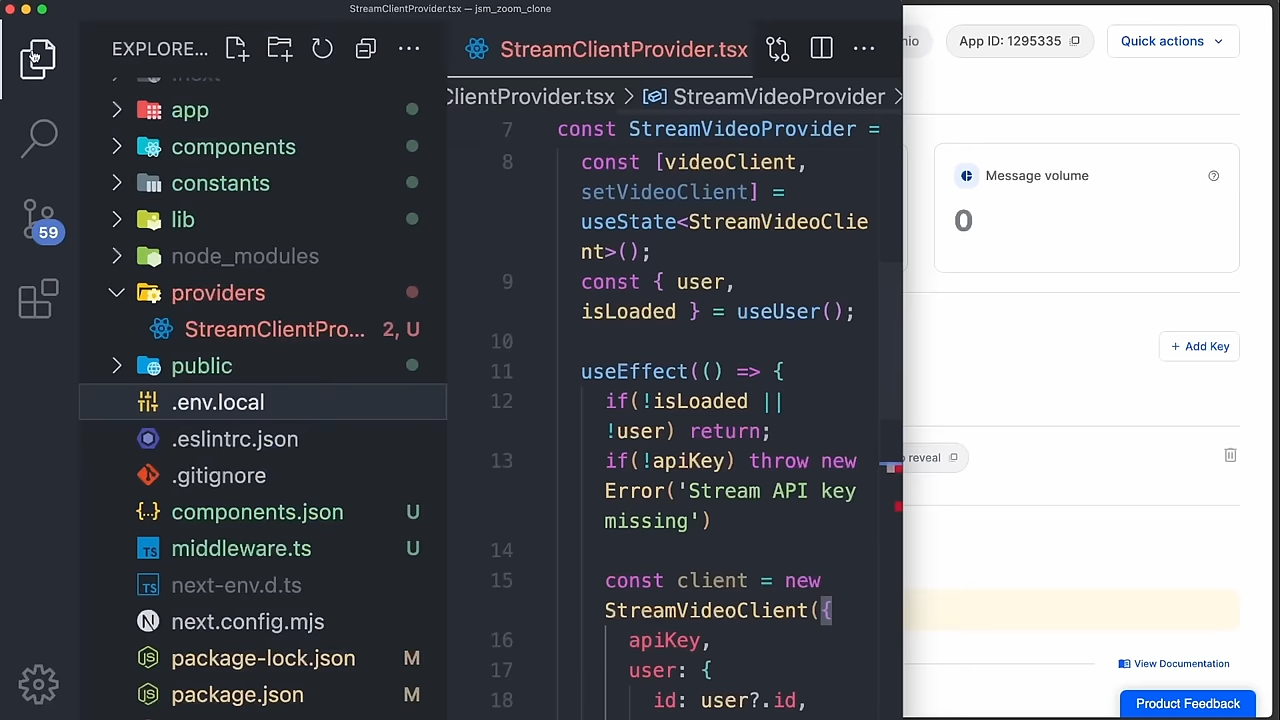 StreamClientProvider.tsx — jsm_zoom_clone
EXPLORE...
app
components
constants
lib
node_modules
providers
StreamClientPro... 2, U
public
.env.local
.eslintrc.json
.gitignore
components.json U
middleware.ts U
next-env.d.ts
next.config.mjs
package-lock.json M
package.json M
59
StreamClientProvider.tsx
ClientProvider.tsx > StreamVideoProvider >
7 const StreamVideoProvider =
8 const [videoClient,
setVideoClient] =
useState<StreamVideoClie
nt>();
9 const { user,
isLoaded } = useUser();
10
11 useEffect(() => {
12 if(!isLoaded ||
!user) return;
13 if(!apiKey) throw new
Error('Stream API key
missing')
14
15 const client = new
StreamVideoClient({
16 apiKey,
17 user: {
18 id: user?.id,
App ID: 1295335
Quick actions
Message volume
0
+ Add Key
reveal
View Documentation
Product Feedback